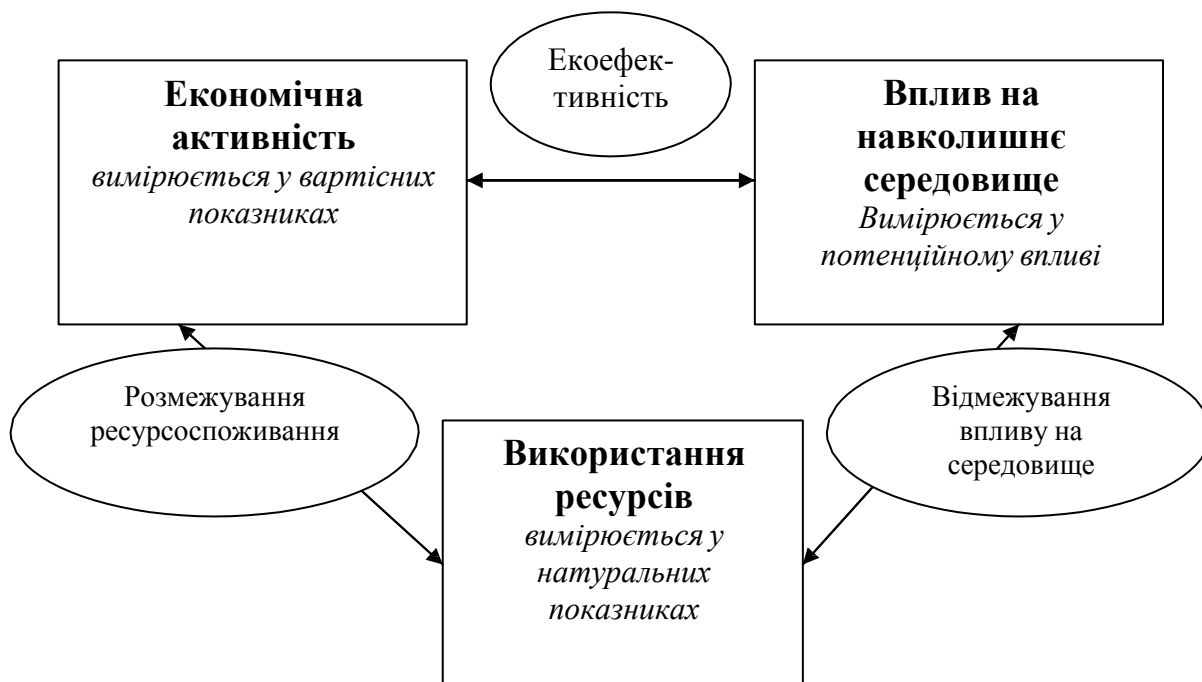 Екоефек-
тивність
Економічна
активність
вимірюється у вартісних
показниках
Вплив на
навколишнє
середовище
Вимірюється у
потенційному впливі
Розмежування
ресурсоспоживання
Використання
ресурсів
вимірюється у
натуральних
показниках
Відмежування
впливу на
середовище